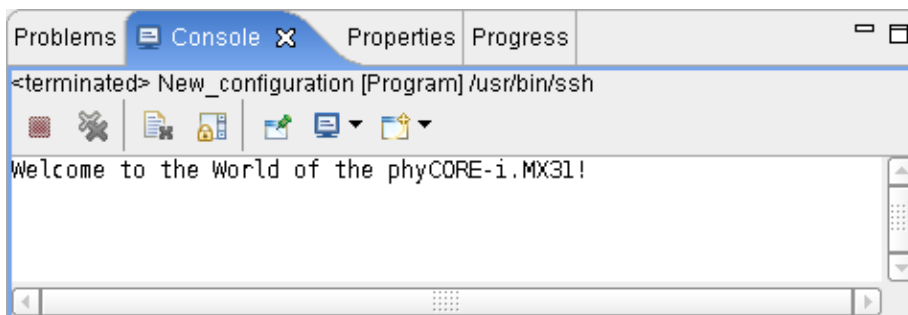 Problems Console Properties Progress
<terminated> New_configuration [Program] /usr/bin/ssh
Welcome to the World of the phyCORE-i.MX31!